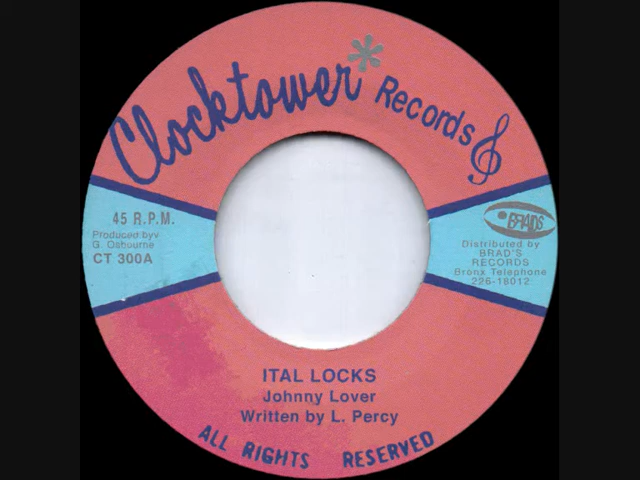 Clocktower* Records
45 R.P.M.
Produced byv
G. Osbourne
CT 300A
BRADS
Distributed by
BRAD'S
RECORDS
Bronx Telephone
226-18012
ITAL LOCKS
Johnny Lover
Written by L. Percy
ALL RIGHTS RESERVED